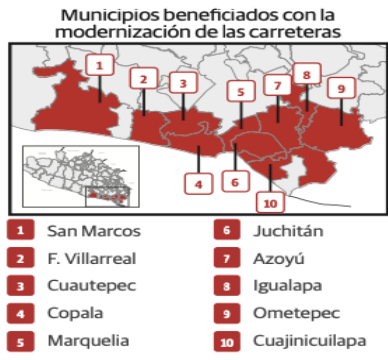 Municipios beneficiados con la
modernización de las carreteras
1
2
3
4
5
6
7
8
9
10
1 San Marcos
2 F. Villarreal
3 Cuautepec
4 Copala
5 Marquelia
6 Juchitán
7 Azoyú
8 Igualapa
9 Ometepec
10 Cuajinicuilapa